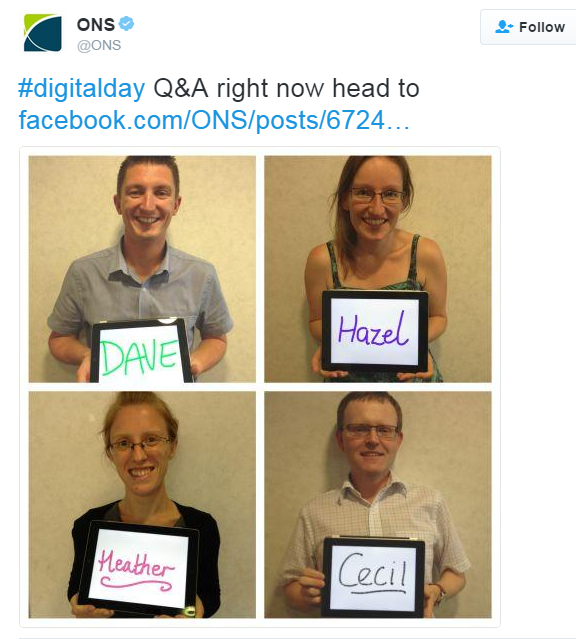 ONS
@ONS
Follow
#digitalday Q&A right now head to
facebook.com/ONS/posts/6724…
DAVE
Hazel
Heather
Cecil